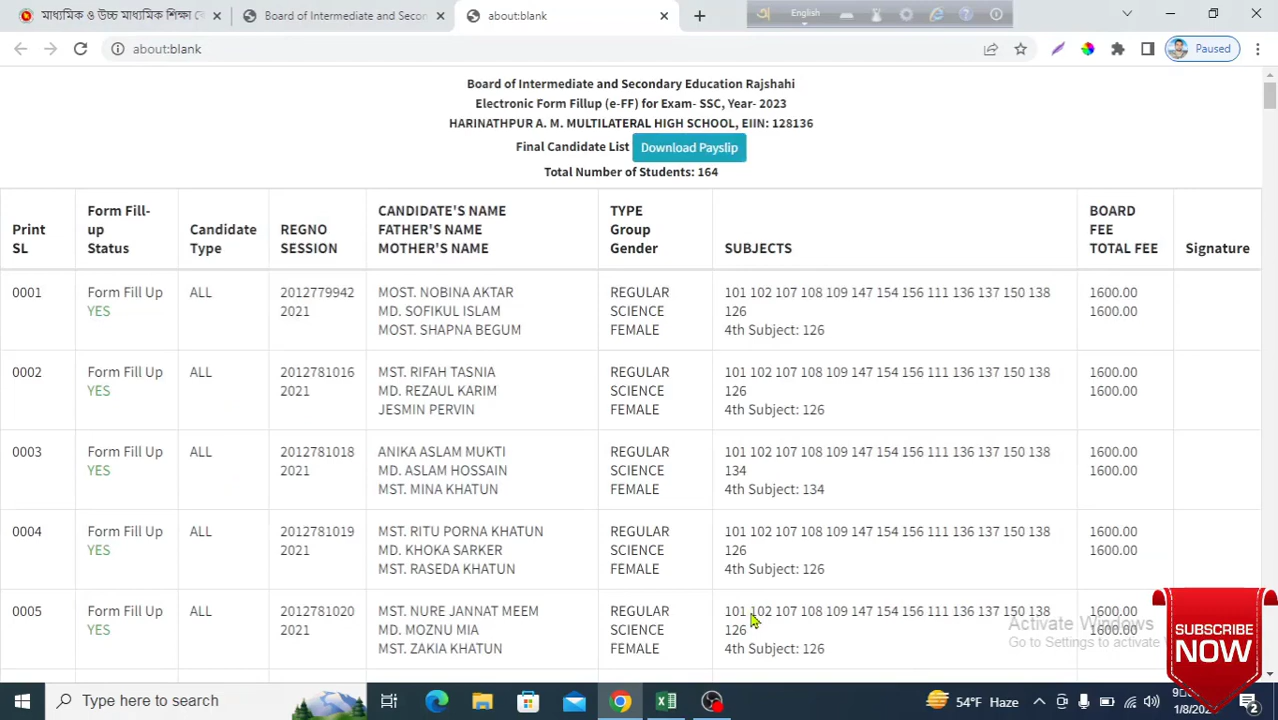 মাধ্যমিক ও উচ্চ মাধ্যমিক শিক্ষা বো
Board of Intermediate and Secon
about:blank
English
about:blank
Paused
Board of Intermediate and Secondary Education Rajshahi
Electronic Form Fillup (e-FF) for Exam- SSC, Year- 2023
HARINATHPUR A. M. MULTILATERAL HIGH SCHOOL, EIIN: 128136
Final Candidate List Download Payslip
Total Number of Students: 164
Print SL Form Fill-up Status Candidate Type REGNO SESSION CANDIDATE'S NAME FATHER'S NAME MOTHER'S NAME TYPE Group Gender SUBJECTS BOARD FEE TOTAL FEE Signature
0001 Form Fill Up ALL 2012779942 MOST. NOBINA AKTAR REGULAR 101 102 107 108 109 147 154 156 111 136 137 150 138 1600.00
YES 2021 MD. SOFIKUL ISLAM SCIENCE 126 1600.00
MOST. SHAPNA BEGUM FEMALE 4th Subject: 126
0002 Form Fill Up ALL 2012781016 MST. RIFAH TASNIA REGULAR 101 102 107 108 109 147 154 156 111 136 137 150 138 1600.00
YES 2021 MD. REZAUL KARIM SCIENCE 126 1600.00
JESMIN PERVIN FEMALE 4th Subject: 126
0003 Form Fill Up ALL 2012781018 ANIKA ASLAM MUKTI REGULAR 101 102 107 108 109 147 154 156 111 136 137 150 138 1600.00
YES 2021 MD. ASLAM HOSSAIN SCIENCE 134 1600.00
MST. MINA KHATUN FEMALE 4th Subject: 134
0004 Form Fill Up ALL 2012781019 MST. RITU PORNA KHATUN REGULAR 101 102 107 108 109 147 154 156 111 136 137 150 138 1600.00
YES 2021 MD. KHOKA SARKER SCIENCE 126 1600.00
MST. RASEDA KHATUN FEMALE 4th Subject: 126
0005 Form Fill Up ALL 2012781020 MST. NURE JANNAT MEEM REGULAR 101 102 107 108 109 147 154 156 111 136 137 150 138 1600.00
YES 2021 MD. MOZNU MIA SCIENCE 126 1600.00
MST. ZAKIA KHATUN FEMALE 4th Subject: 126
Activate Windows
Go to Settings to activate
SUBSCRIBE
NOW
Type here to search
54°F Haze
2